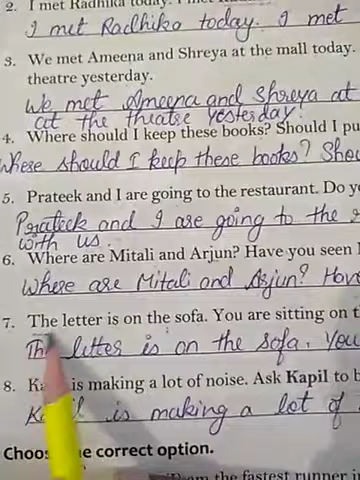 2. I met Radhika today. I met
I met Radhika today. I met
3. We met Ameena and Shreya at the mall today.
theatre yesterday.
We met Ameena and Shreya at
at the theatre yesterday.
4. Where should I keep these books? Should I pu
Where should I keep these books? Shou
5. Prateek and I are going to the restaurant. Do yo
Prateek and I are going to the
with us.
6. Where are Mitali and Arjun? Have you seen
Where are Mitali and Arjun? Have
7. The letter is on the sofa. You are sitting on t
The letter is on the sofa. You
8. is making a lot of noise. Ask Kapil to b
is making a lot of
Choos e correct option.
am the fastest runner i